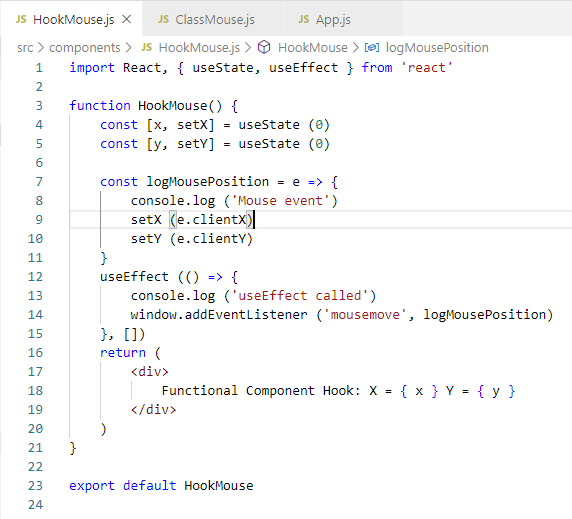 JS HookMouse.js × JS ClassMouse.js JS App.js
src > components > JS HookMouse.js > HookMouse > logMousePosition
1 import React, { useState, useEffect } from 'react'
2
3 function HookMouse() {
4 const [x, setX] = useState (0)
5 const [y, setY] = useState (0)
6
7 const logMousePosition = e => {
8 console.log ('Mouse event')
9 setX (e.clientX)
10 setY (e.clientY)
11 }
12 useEffect (() => {
13 console.log ('useEffect called')
14 window.addEventListener ('mousemove', logMousePosition)
15 }, [])
16 return (
17 <div>
18 Functional Component Hook: X = { x } Y = { y }
19 </div>
20 )
21 }
22
23 export default HookMouse
24